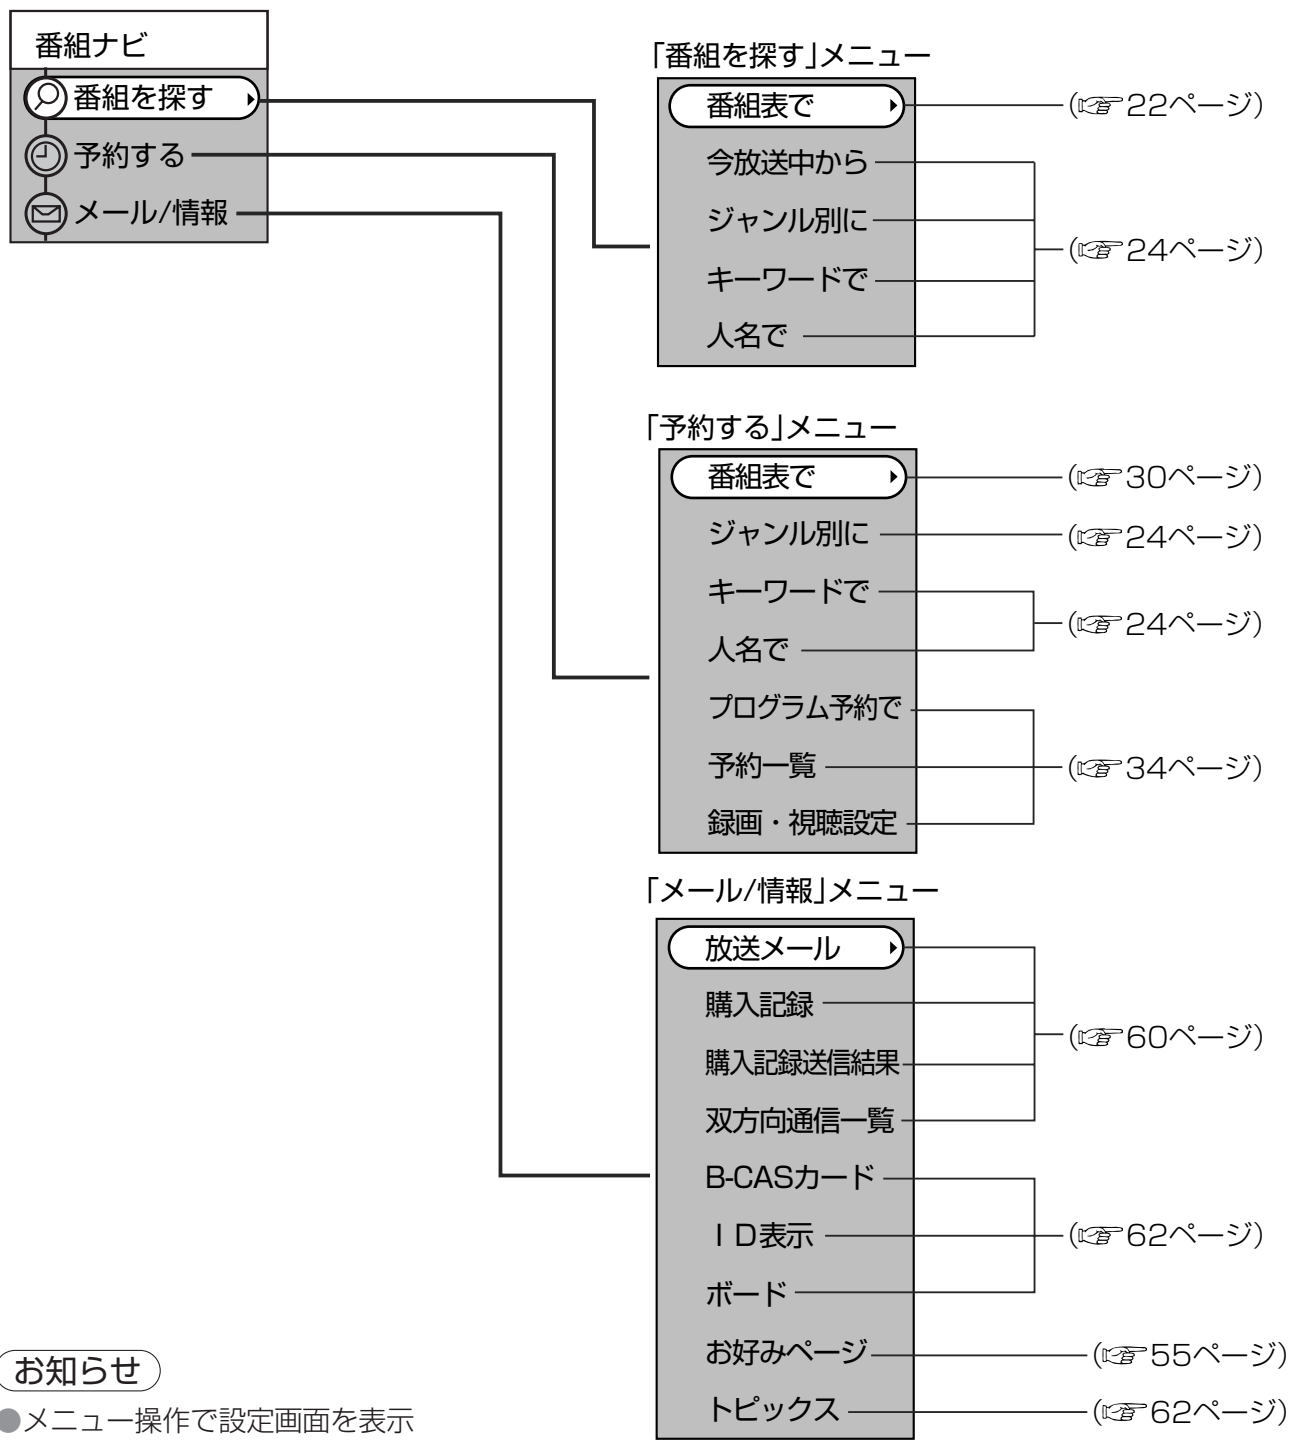 番組ナビ
番組を探す
予約する
メール/情報
「番組を探す」メニュー
番組表で (☞22ページ)
今放送中から
ジャンル別に
(☞24ページ)
キーワードで
人名で
「予約する」メニュー
番組表で (☞30ページ)
ジャンル別に (☞24ページ)
キーワードで
(☞24ページ)
人名で
プログラム予約で
予約一覧 (☞34ページ)
録画・視聴設定
「メール/情報」メニュー
放送メール
購入記録
(☞60ページ)
購入記録送信結果
双方向通信一覧
B-CASカード
ＩＤ表示 (☞62ページ)
ボード
お好みページ (☞55ページ)
トピックス (☞62ページ)
お知らせ
●メニュー操作で設定画面を表示